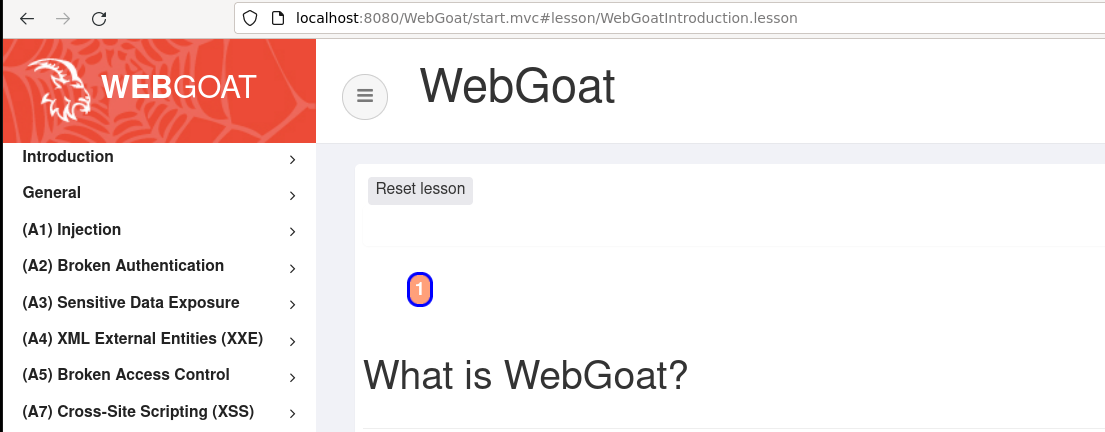 localhost:8080/WebGoat/start.mvc#lesson/WebGoatIntroduction.lesson
WEBGOAT
WebGoat
Introduction
General
(A1) Injection
(A2) Broken Authentication
(A3) Sensitive Data Exposure
(A4) XML External Entities (XXE)
(A5) Broken Access Control
(A7) Cross-Site Scripting (XSS)
Reset lesson
1
What is WebGoat?